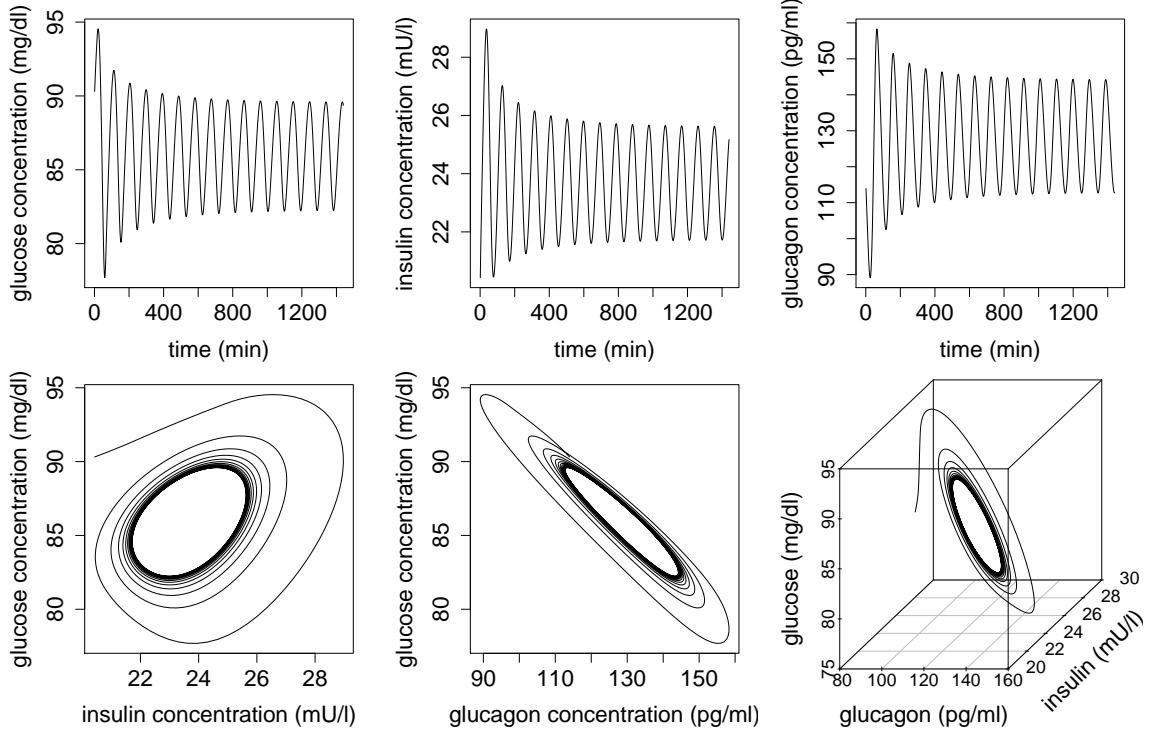 glucose concentration (mg/dl)
80 85 90 95
0 400 800 1200
time (min)
insulin concentration (mU/l)
22 24 26 28
0 400 800 1200
time (min)
glucagon concentration (pg/ml)
90 110 130 150
0 400 800 1200
time (min)
glucose concentration (mg/dl)
80 85 90 95
22 24 26 28
insulin concentration (mU/l)
glucose concentration (mg/dl)
80 85 90 95
90 110 130 150
glucagon concentration (pg/ml)
glucose (mg/dl)
75 80 85 90 95
80 100 120 140 160
glucagon (pg/ml)
20 22 24 26 28 30
insulin (mU/l)